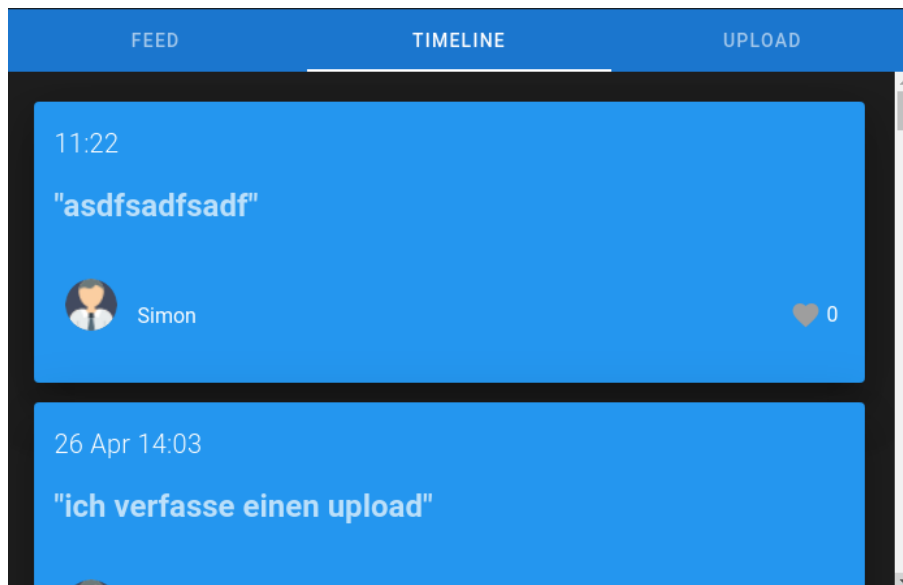 FEED TIMELINE UPLOAD
11:22
"asdfsadfsadf"
Simon 0
26 Apr 14:03
"ich verfasse einen upload"